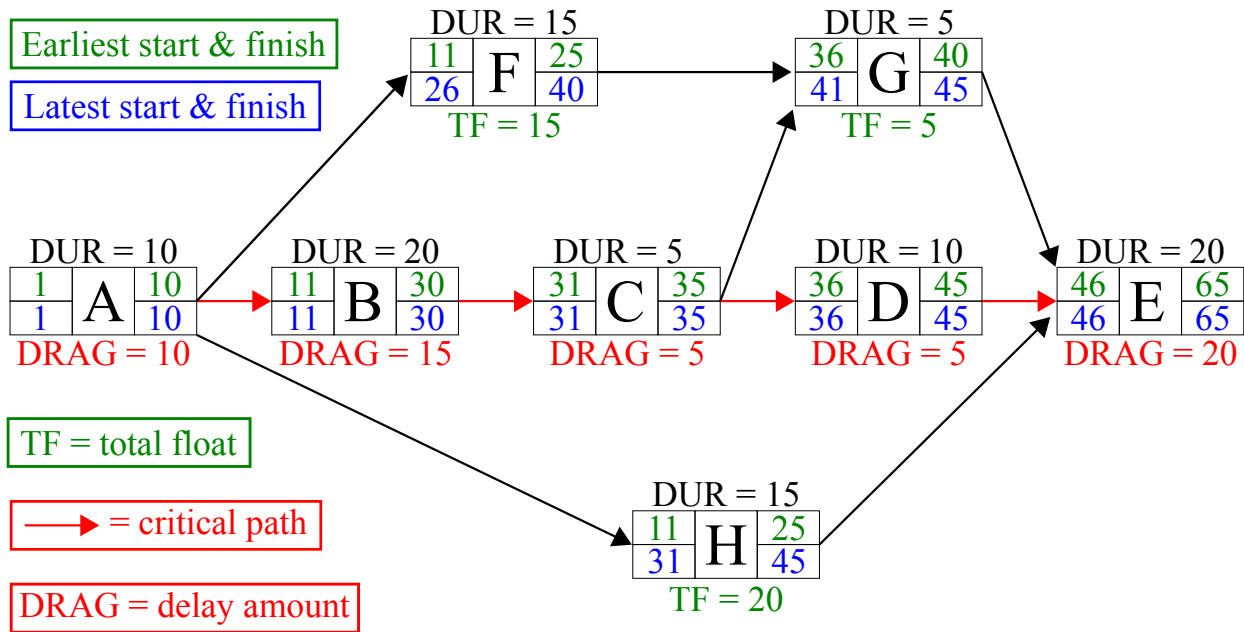 Earliest start & finish
Latest start & finish
DUR = 15
11 F 25
26 40
TF = 15
DUR = 5
36 G 40
41 45
TF = 5
DUR = 10
1 A 10
1 10
DRAG = 10
DUR = 20
11 B 30
11 30
DRAG = 15
DUR = 5
31 C 35
31 35
DRAG = 5
DUR = 10
36 D 45
36 45
DRAG = 5
DUR = 20
46 E 65
46 65
DRAG = 20
DUR = 15
11 H 25
31 45
TF = 20
TF = total float
= critical path
DRAG = delay amount